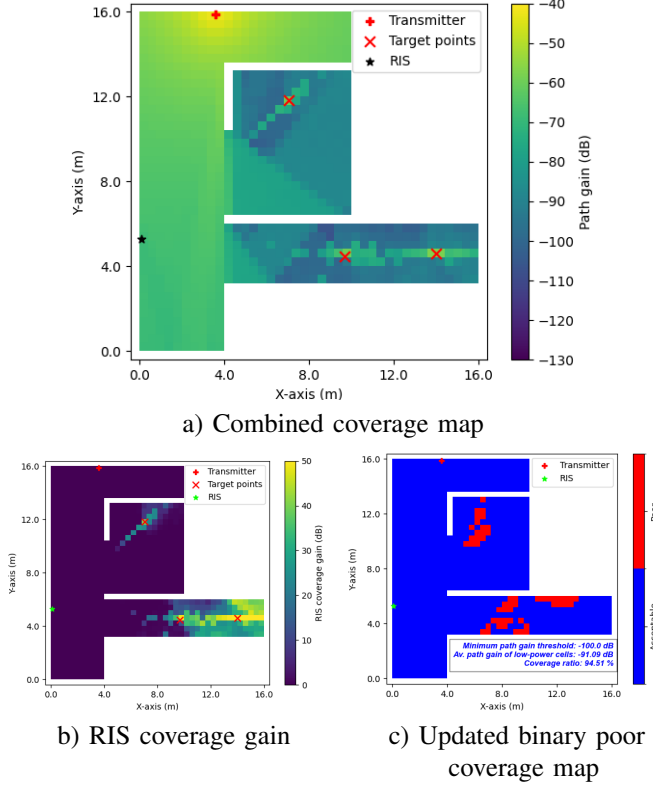 16.0
12.0
8.0
4.0
0.0
Y-axis (m)
0.0 4.0 8.0 12.0 16.0
X-axis (m)
Transmitter
Target points
RIS
−40
−50
−60
−70
−80
−90
−100
−110
−120
−130
Path gain (dB)
a) Combined coverage map
16.0
12.0
8.0
4.0
0.0
Y-axis (m)
0.0 4.0 8.0 12.0 16.0
X-axis (m)
Transmitter
Target points
RIS
50
40
30
20
10
0
RIS coverage gain (dB)
b) RIS coverage gain
16.0
12.0
8.0
4.0
0.0
Y-axis (m)
0.0 4.0 8.0 12.0 16.0
X-axis (m)
Transmitter
RIS
Minimum path gain threshold: -100.0 dB
Av. path gain of low-power cells: -91.09 dB
Coverage ratio: 94.51 %
c) Updated binary poor
coverage map